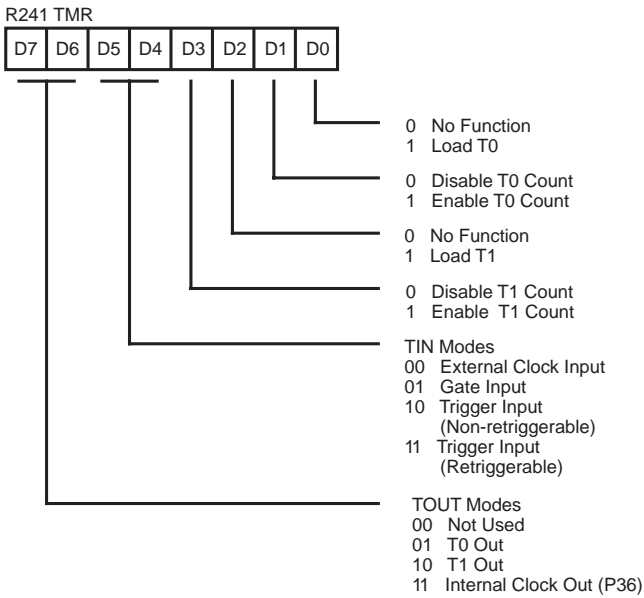 R241 TMR
D7 D6 D5 D4 D3 D2 D1 D0
0 No Function
1 Load T0
0 Disable T0 Count
1 Enable T0 Count
0 No Function
1 Load T1
0 Disable T1 Count
1 Enable T1 Count
TIN Modes
00 External Clock Input
01 Gate Input
10 Trigger Input
(Non-retriggerable)
11 Trigger Input
(Retriggerable)
TOUT Modes
00 Not Used
01 T0 Out
10 T1 Out
11 Internal Clock Out (P36)